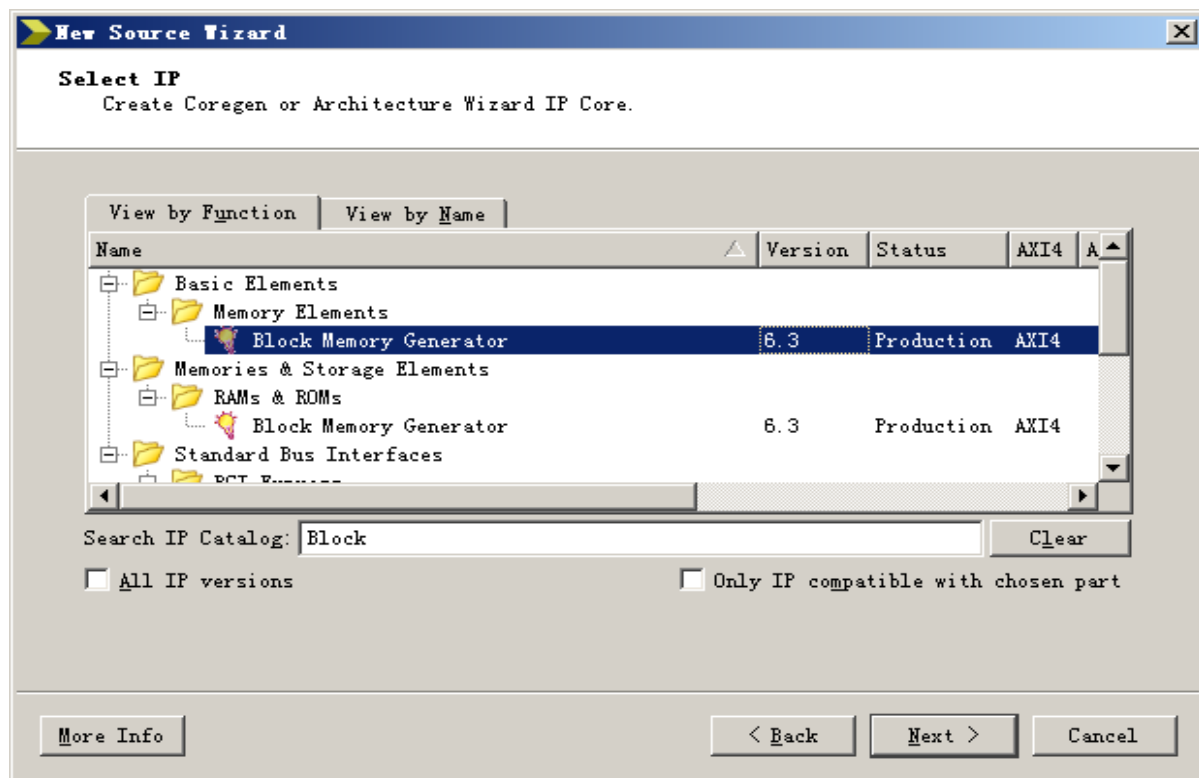 New Source Wizard
Select IP
Create Coregen or Architecture Wizard IP Core.
View by Function View by Name
Name Version Status AXI4 A
Basic Elements
Memory Elements
Block Memory Generator 6.3 Production AXI4
Memories & Storage Elements
RAMs & ROMs
Block Memory Generator 6.3 Production AXI4
Standard Bus Interfaces
PCI Express
Search IP Catalog: Block Clear
All IP versions Only IP compatible with chosen part
More Info < Back Next > Cancel